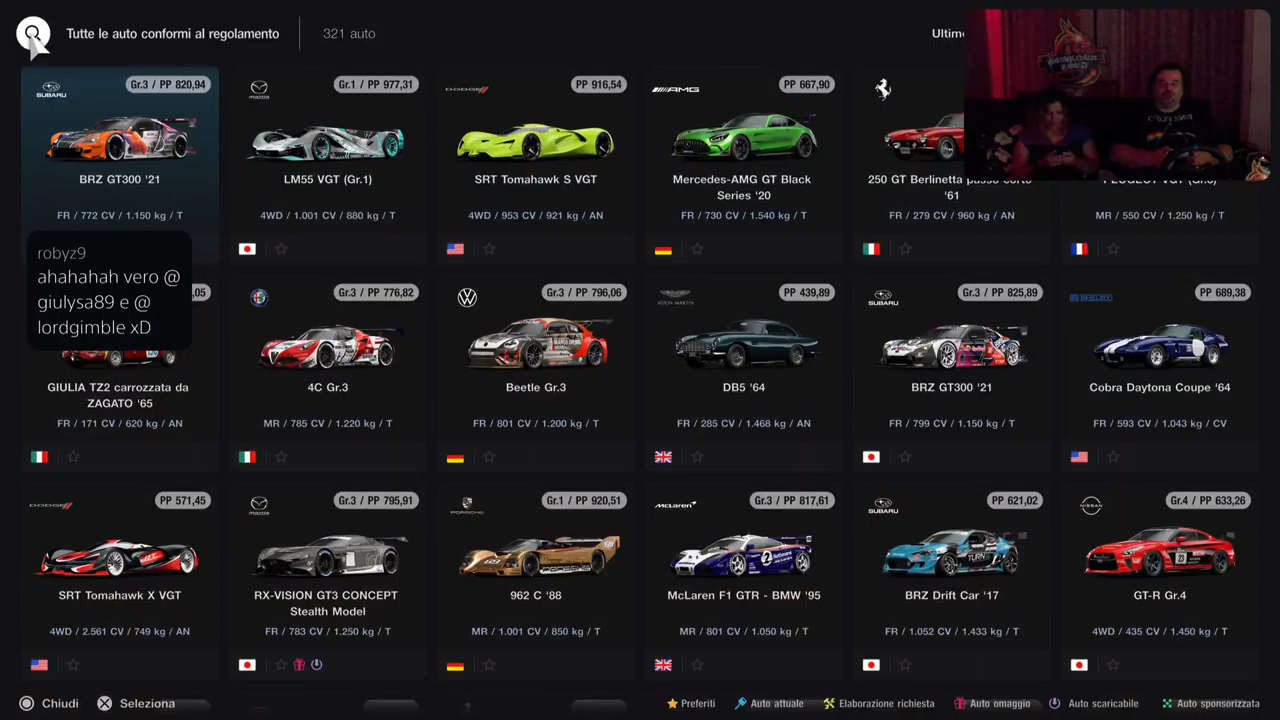 Tutte le auto conformi al regolamento
321 auto
SUBARU
Gr.3 / PP 820,94
BRZ GT300 '21
FR / 772 CV / 1.150 kg / T
mazda
Gr.1 / PP 977,31
LM55 VGT (Gr.1)
4WD / 1.001 CV / 880 kg / T
DODGE
PP 916,54
SRT Tomahawk S VGT
4WD / 953 CV / 921 kg / AN
AMG
PP 667,90
Mercedes-AMG GT Black
Series '20
FR / 730 CV / 1.540 kg / T
250 GT Berlinetta passo corto
'61
FR / 279 CV / 960 kg / AN
MR / 550 CV / 1.250 kg / T
robyz9
ahahahah vero @
giulysa89 e @
lordgimble xD
GIULIA TZ2 carrozzata da
ZAGATO '65
FR / 171 CV / 620 kg / AN
Gr.3 / PP 776,82
4C Gr.3
MR / 785 CV / 1.220 kg / T
Gr.3 / PP 796,06
Beetle Gr.3
FR / 801 CV / 1.200 kg / T
ASTON MARTIN
PP 439,89
DB5 '64
FR / 285 CV / 1.468 kg / AN
SUBARU
Gr.3 / PP 825,89
BRZ GT300 '21
FR / 799 CV / 1.150 kg / T
SHELBY
PP 689,38
Cobra Daytona Coupe '64
FR / 593 CV / 1.043 kg / CV
DODGE
PP 571,45
SRT Tomahawk X VGT
4WD / 2.561 CV / 749 kg / AN
mazda
Gr.3 / PP 795,91
RX-VISION GT3 CONCEPT
Stealth Model
FR / 783 CV / 1.250 kg / T
PORSCHE
Gr.1 / PP 920,51
962 C '88
MR / 1.001 CV / 850 kg / T
McLaren
Gr.3 / PP 817,61
McLaren F1 GTR - BMW '95
MR / 801 CV / 1.050 kg / T
SUBARU
PP 621,02
BRZ Drift Car '17
FR / 1.052 CV / 1.433 kg / T
NISSAN
Gr.4 / PP 633,26
GT-R Gr.4
4WD / 435 CV / 1.450 kg / T
Chiudi
Seleziona
Preferiti
Auto attuale
Elaborazione richiesta
Auto omaggio
Auto scaricabile
Auto sponsorizzata